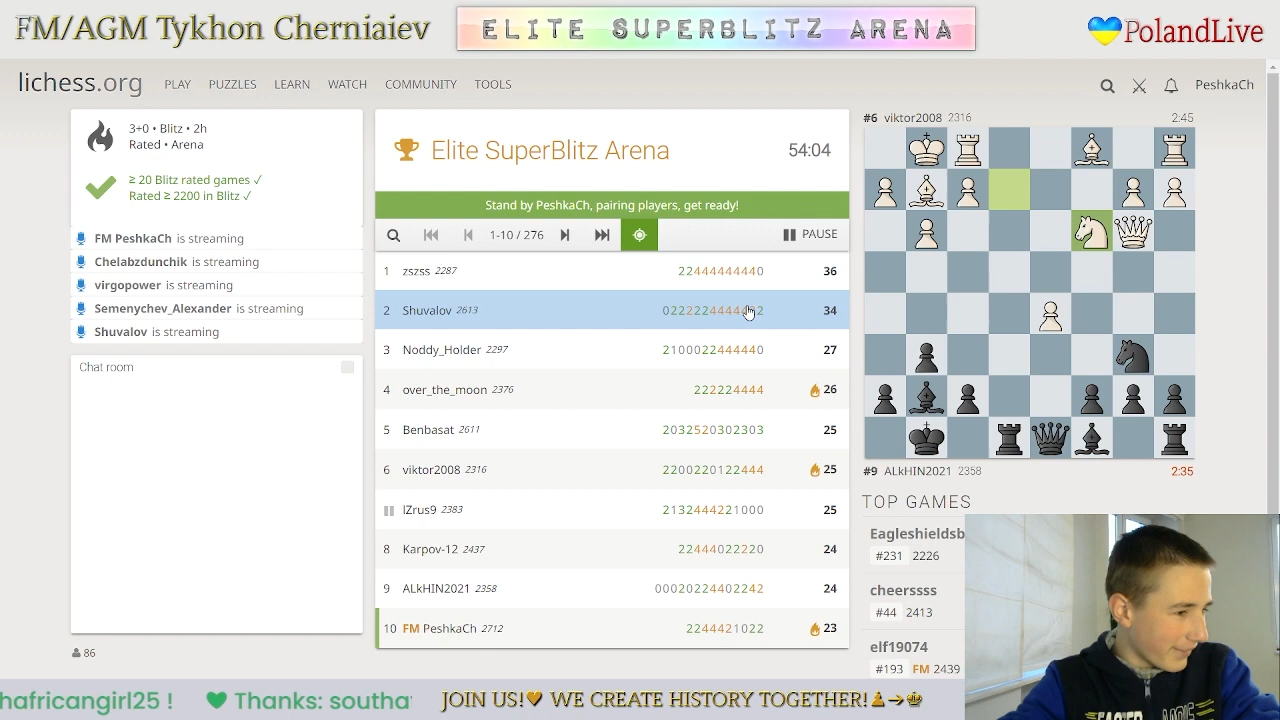 FM/AGM Tykhon Cherniaiev
ELITE SUPERBLITZ ARENA
PolandLive
lichess.org
PLAY PUZZLES LEARN WATCH COMMUNITY TOOLS
PeshkaCh
3+0 • Blitz • 2h
Rated • Arena
≥ 20 Blitz rated games ✓
Rated ≥ 2200 in Blitz ✓
FM PeshkaCh is streaming
Chelabzdunchik is streaming
virgopower is streaming
Semenychev_Alexander is streaming
Shuvalov is streaming
Chat room
86
Elite SuperBlitz Arena 54:04
Stand by PeshkaCh, pairing players, get ready!
1-10 / 276 PAUSE
1 zszss 2287 22444444440 36
2 Shuvalov 2613 34
3 Noddy_Holder 2297 2100022444440 27
4 over_the_moon 2376 222224444 26
5 Benbasat 2611 2032520302303 25
6 viktor2008 2316 2200220122444 25
IZrus9 2383 2132444221000 25
8 Karpov-12 2437 22444022220 24
9 ALkHIN2021 2358 00020224402242 24
10 FM PeshkaCh 2712 2244421022 23
#6 viktor2008 2316 2:45
#9 ALkHIN2021 2358 2:35
TOP GAMES
Eagleshieldsb
#231 2226
cheerssss
#44 2413
elf19074
#193 FM 2439
hafricangirl25 ! Thanks: southa
JOIN US! WE CREATE HISTORY TOGETHER!